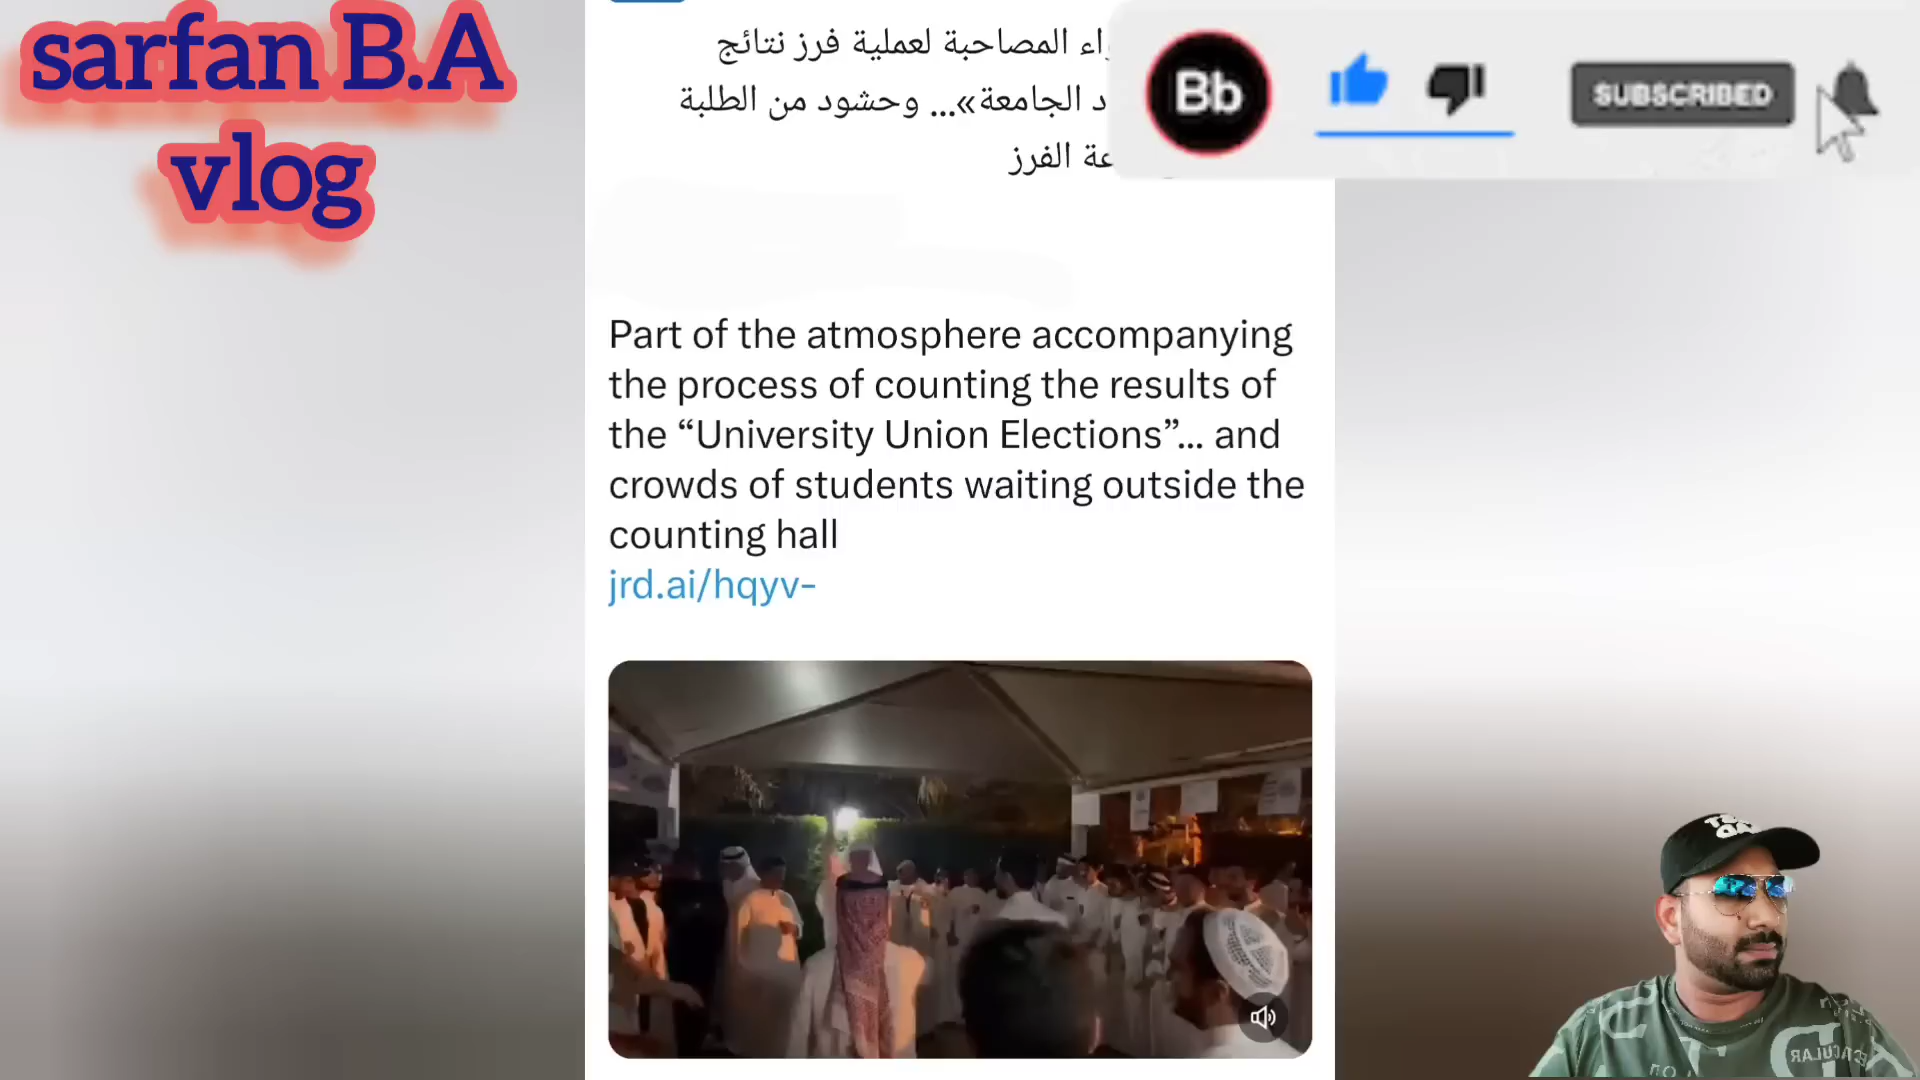 sarfan B.A
vlog
المصاحبة لعملية فرز نتائج
الجامعة»... وحشود من الطلبة
الفرز
Bb
SUBSCRIBED
Part of the atmosphere accompanying
the process of counting the results of
the “University Union Elections”... and
crowds of students waiting outside the
counting hall
jrd.ai/hqyv-